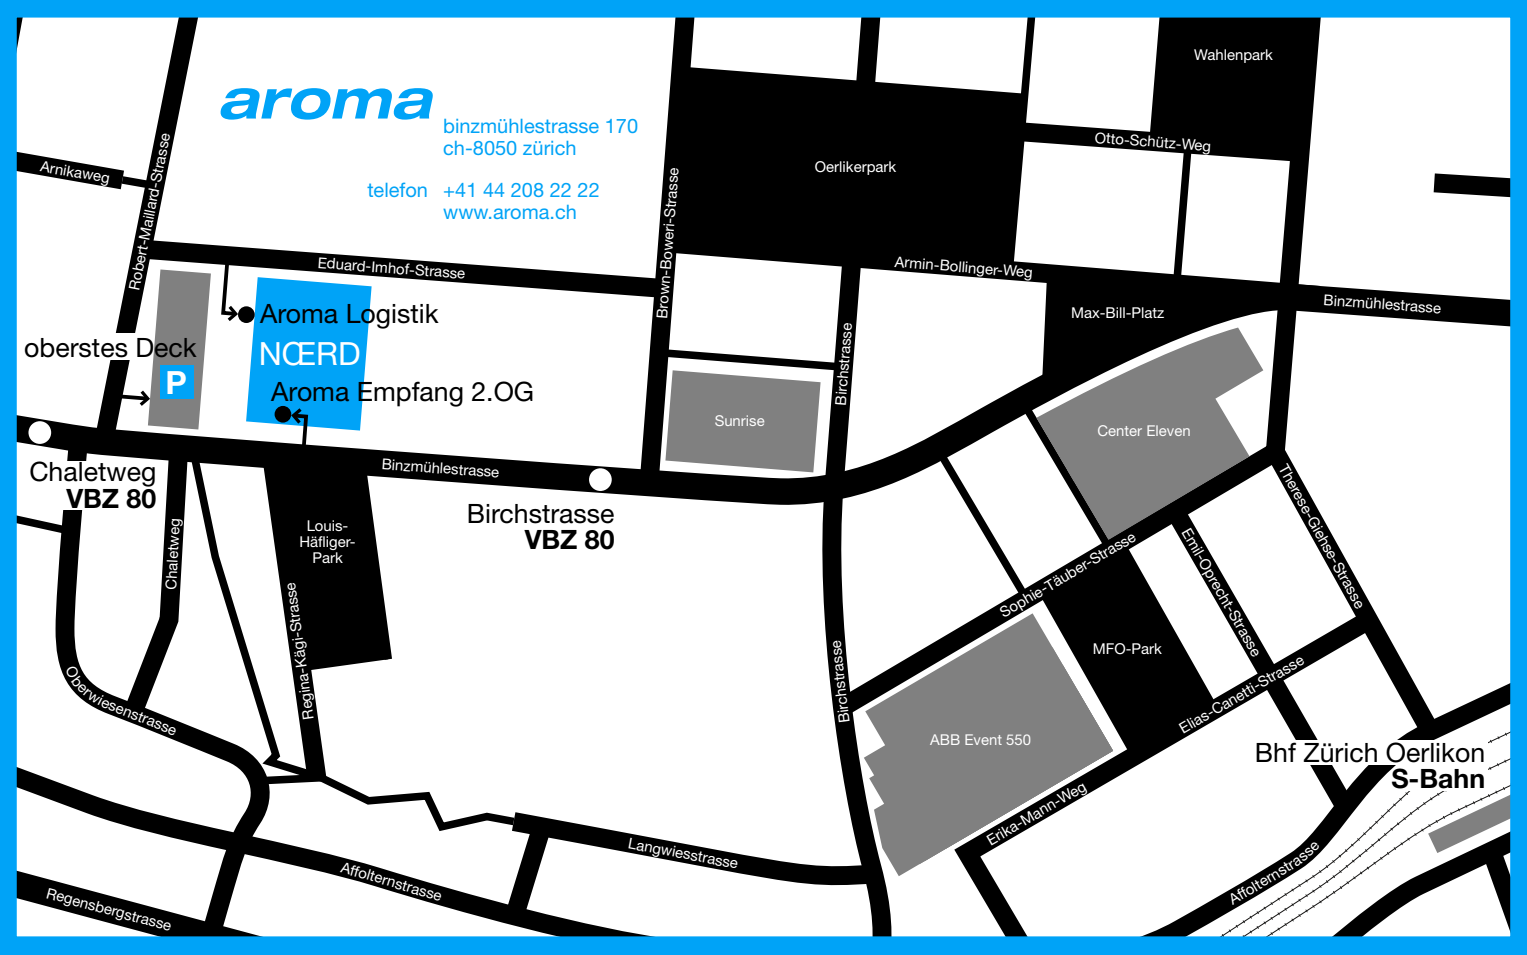 aroma
binzmühlestrasse 170
ch-8050 zürich
telefon +41 44 208 22 22
www.aroma.ch
Wahlenpark
Otto-Schütz-Weg
Oerlikerpark
Arnikaweg
Robert-Maillard-Strasse
Brown-Boweri-Strasse
Eduard-Imhof-Strasse
Armin-Bollinger-Weg
Binzmühlestrasse
Max-Bill-Platz
Aroma Logistik
NŒRD
oberstes Deck
P
Aroma Empfang 2.OG
Birchstrasse
Sunrise
Center Eleven
Binzmühlestrasse
Chaletweg
VBZ 80
Birchstrasse
VBZ 80
Louis-
Häfliger-
Park
Chaletweg
Regina-Kägi-Strasse
Oberwiesenstrasse
Sophie-Täuber-Strasse
Emil-Oprecht-Strasse
Therese-Giehse-Strasse
MFO-Park
Elias-Canetti-Strasse
Birchstrasse
ABB Event 550
Bhf Zürich Oerlikon
S-Bahn
Erika-Mann-Weg
Langwiesstrasse
Affolternstrasse
Affolternstrasse
Regensbergstrasse